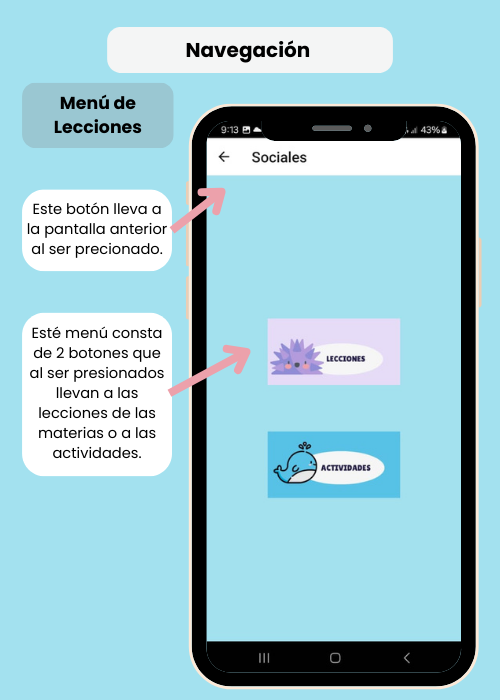 Navegación
Menú de
Lecciones
9:13
43%
Sociales
Este botón lleva a
la pantalla anterior
al ser precionado.
Esté menú consta
de 2 botones que
al ser presionados
llevan a las
lecciones de las
materias o a las
actividades.
LECCIONES
ACTIVIDADES